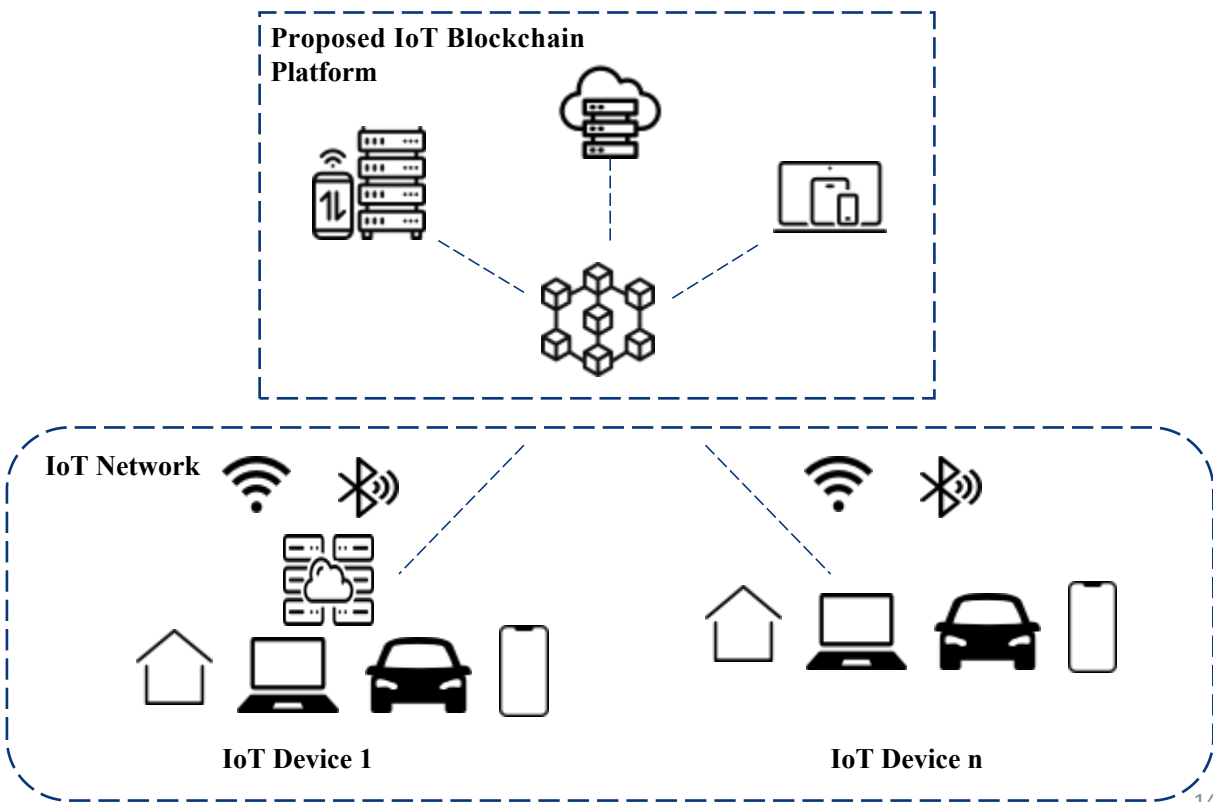 Proposed IoT Blockchain
Platform
IoT Network
IoT Device 1
IoT Device n